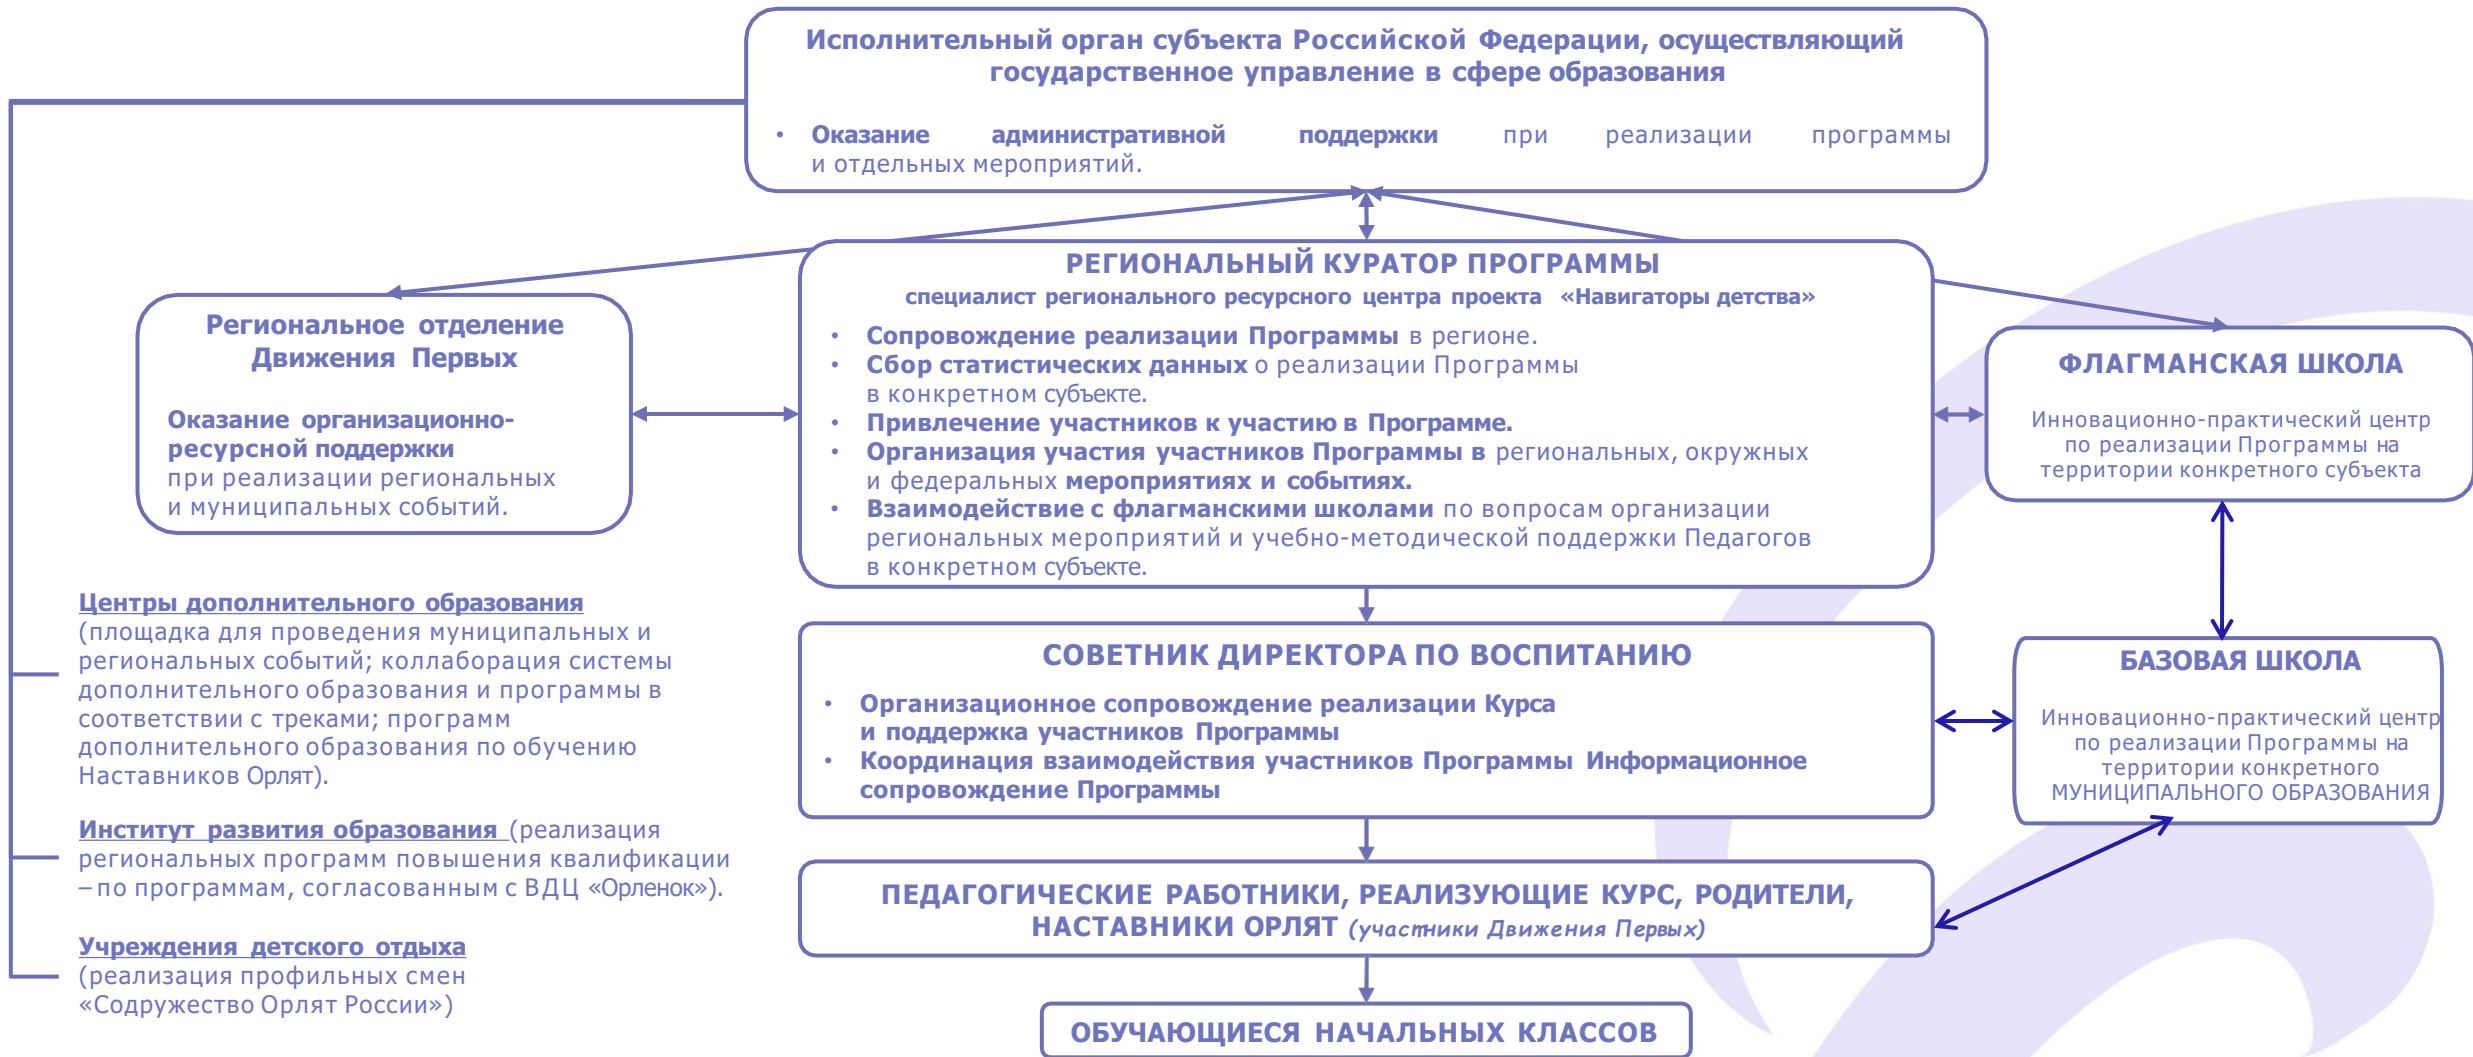 Исполнительный орган субъекта Российской Федерации, осуществляющий
государственное управление в сфере образования
• Оказание административной поддержки при реализации программы
и отдельных мероприятий.
Региональное отделение
Движения Первых
Оказание организационно-
ресурсной поддержки
при реализации региональных
и муниципальных событий.
РЕГИОНАЛЬНЫЙ КУРАТОР ПРОГРАММЫ
специалист регионального ресурсного центра проекта «Навигаторы детства»
• Сопровождение реализации Программы в регионе.
• Сбор статистических данных о реализации Программы
в конкретном субъекте.
• Привлечение участников к участию в Программе.
• Организация участия участников Программы в региональных, окружных
и федеральных мероприятиях и событиях.
• Взаимодействие с флагманскими школами по вопросам организации
региональных мероприятий и учебно-методической поддержки Педагогов
в конкретном субъекте.
ФЛАГМАНСКАЯ ШКОЛА
Инновационно-практический центр
по реализации Программы на
территории конкретного субъекта
Центры дополнительного образования
(площадка для проведения муниципальных и
региональных событий; коллаборация системы
дополнительного образования и программы в
соответствии с треками; программ
дополнительного образования по обучению
Наставников Орлят).
Институт развития образования (реализация
региональных программ повышения квалификации
– по программам, согласованным с ВДЦ «Орленок»).
Учреждения детского отдыха
(реализация профильных смен
«Содружество Орлят России»)
СОВЕТНИК ДИРЕКТОРА ПО ВОСПИТАНИЮ
• Организационное сопровождение реализации Курса
и поддержка участников Программы
• Координация взаимодействия участников Программы Информационное
сопровождение Программы
БАЗОВАЯ ШКОЛА
Инновационно-практический центр
по реализации Программы на
территории конкретного
МУНИЦИПАЛЬНОГО ОБРАЗОВАНИЯ
ПЕДАГОГИЧЕСКИЕ РАБОТНИКИ, РЕАЛИЗУЮЩИЕ КУРС, РОДИТЕЛИ,
НАСТАВНИКИ ОРЛЯТ (участники Движения Первых)
ОБУЧАЮЩИЕСЯ НАЧАЛЬНЫХ КЛАССОВ